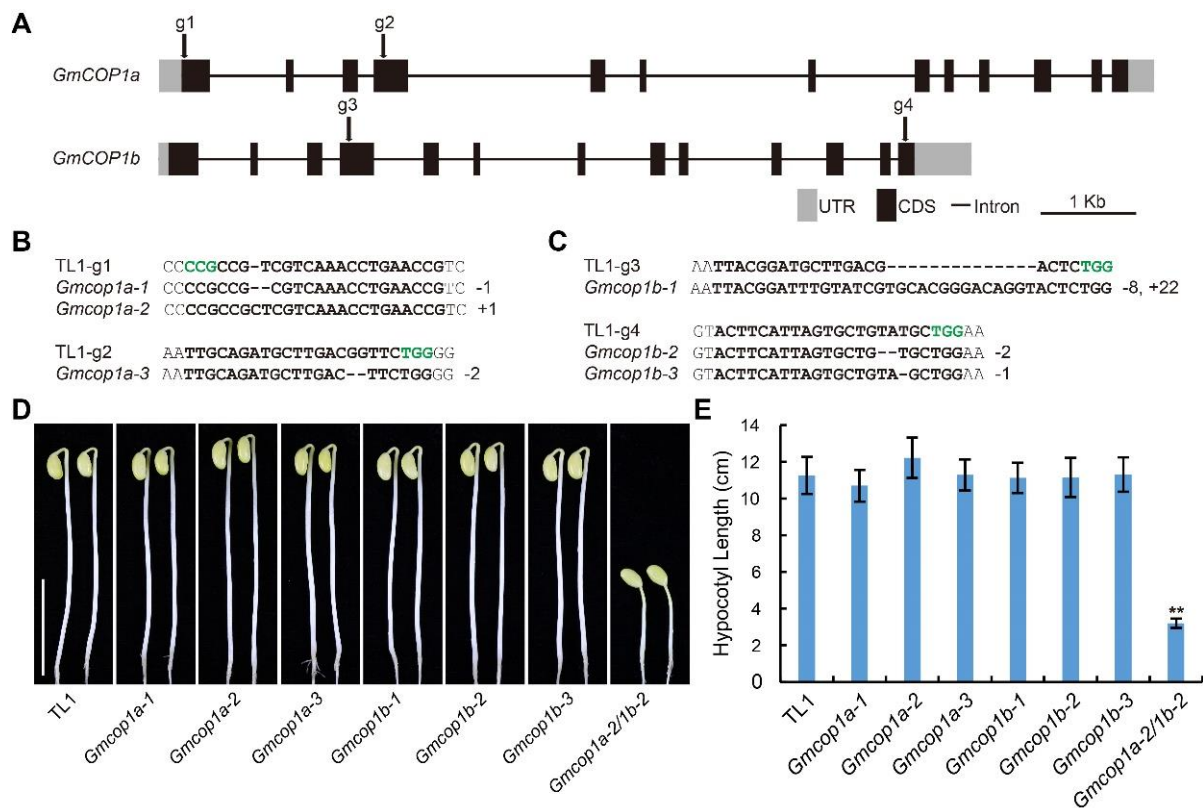 A
g1
g2
GmCOP1a
g3
g4
GmCOP1b
UTR
CDS
Intron
1 Kb
B
TL1-g1 CCCCGCCG-TCGTCAAACCTGAACCGTC
Gmcop1a-1 CCCCGCCG--CGTCAAACCTGAACCGTC -1
Gmcop1a-2 CCCCGCCGCTCGTCAAACCTGAACCGTC +1
TL1-g2 AATTGCAGATGCTTGACGGTTCTGGGG
Gmcop1a-3 AATTGCAGATGCTTGAC--TTCTGGGG -2
C
TL1-g3 AATTACGGATGCTTGACG---------------ACTCTGG
Gmcop1b-1 AATTACGGATTTGTATCGTGCACGGGACAGGTACTCTGG -8, +22
TL1-g4 GTACTTCATTAGTGCTGTATGCTGGAA
Gmcop1b-2 GTACTTCATTAGTGCTG--TGCTGGAA -2
Gmcop1b-3 GTACTTCATTAGTGCTGTA-GCTGGAA -1
D
TL1
Gmcop1a-1
Gmcop1a-2
Gmcop1a-3
Gmcop1b-1
Gmcop1b-2
Gmcop1b-3
Gmcop1a-2/1b-2
E
Hypocotyl Length (cm)
14
12
10
8
6
4
2
0
**
TL1
Gmcop1a-1
Gmcop1a-2
Gmcop1a-3
Gmcop1b-1
Gmcop1b-2
Gmcop1b-3
Gmcop1a-2/1b-2